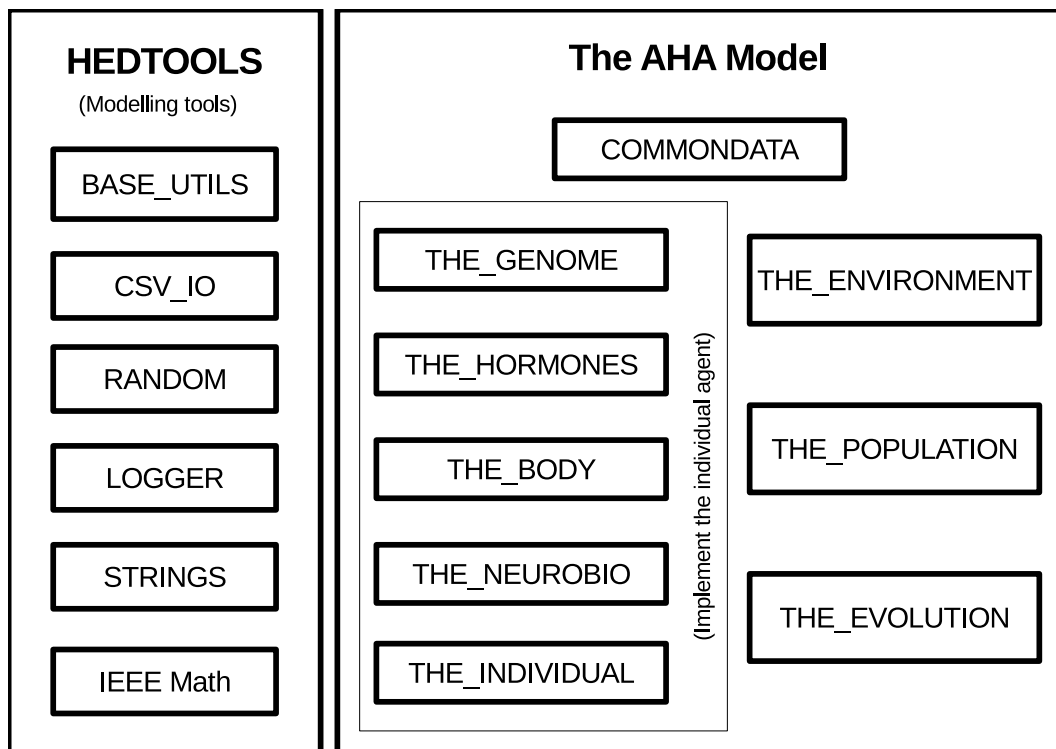 HEDTOOLS
(Modelling tools)
BASE_UTILS
CSV_IO
RANDOM
LOGGER
STRINGS
IEEE Math
The AHA Model
COMMONDATA
THE_GENOME
THE_HORMONES
THE_BODY
THE_NEUROBIO
THE_INDIVIDUAL
(Implement the individual agent)
THE_ENVIRONMENT
THE_POPULATION
THE_EVOLUTION